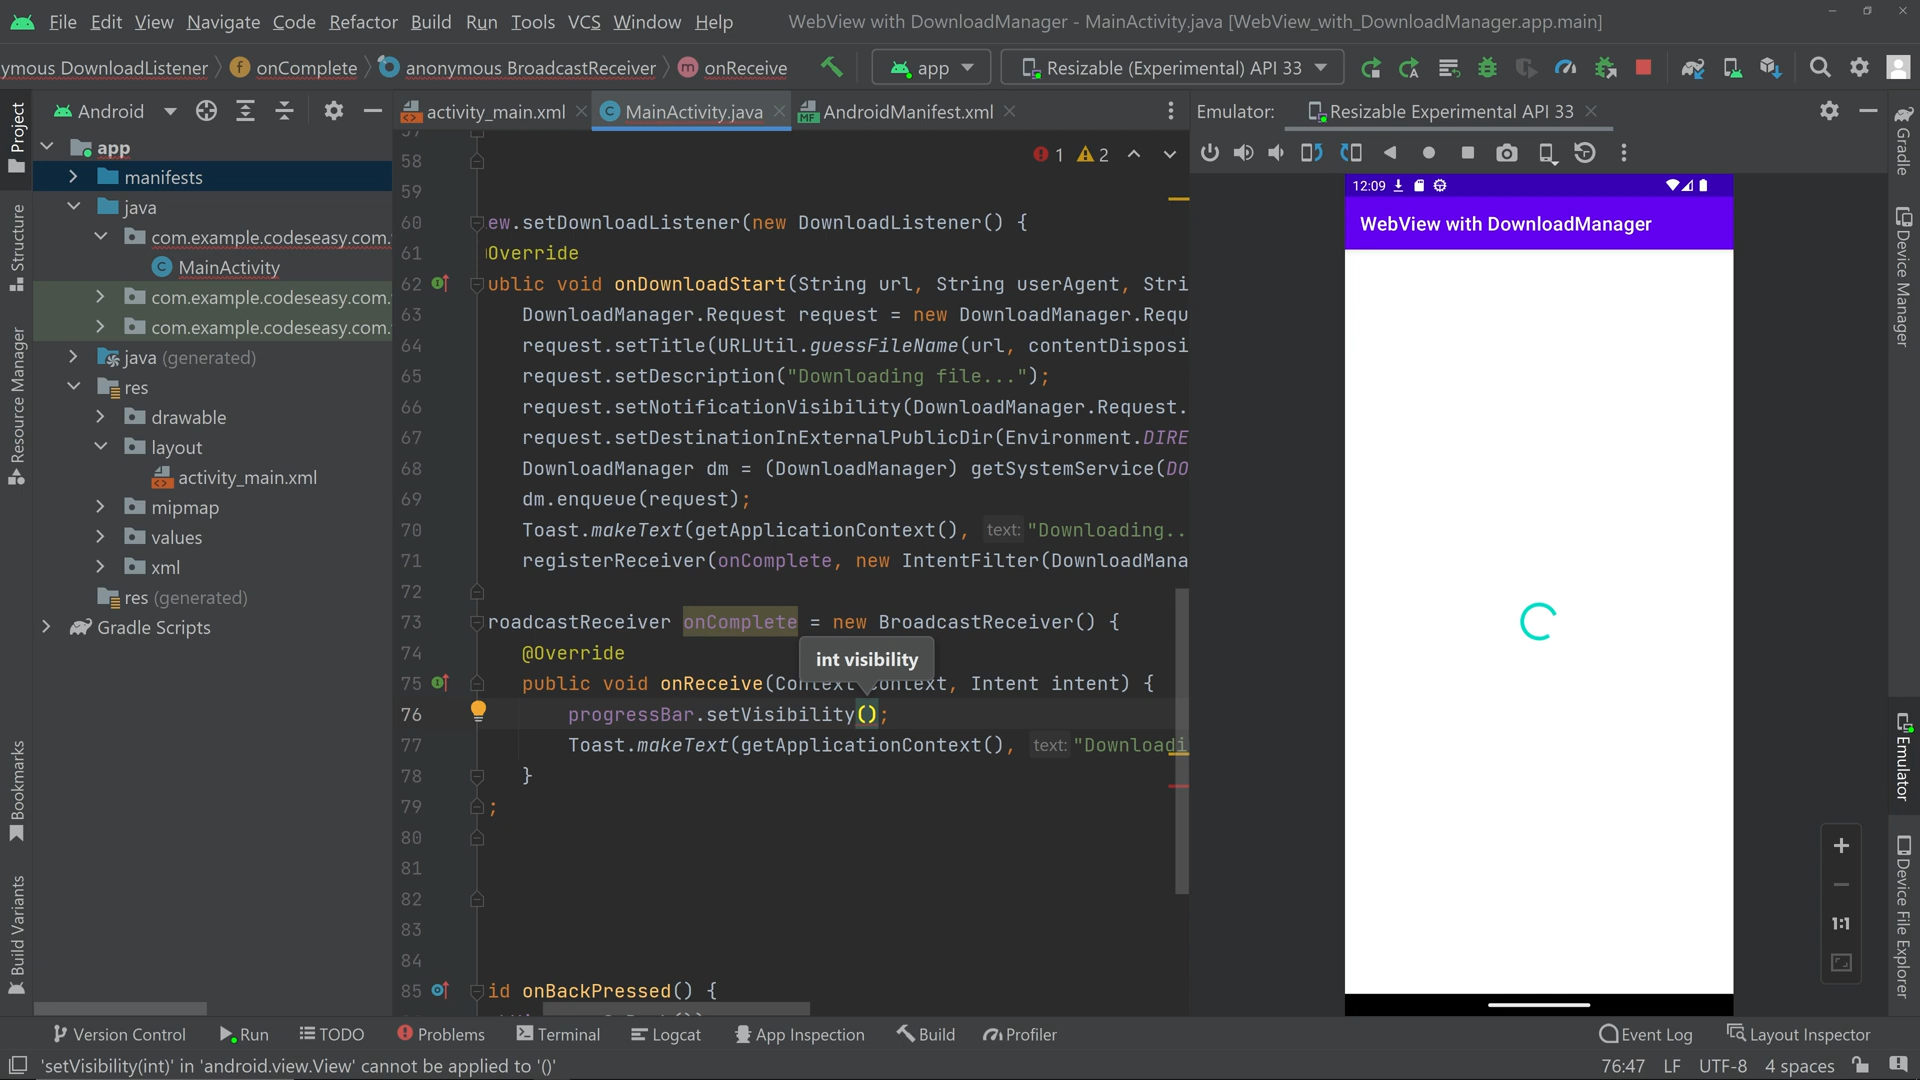 File Edit View Navigate Code Refactor Build Run Tools VCS Window Help WebView with DownloadManager - MainActivity.java [WebView_with_DownloadManager.app.main]
ymous DownloadListener onComplete anonymous BroadcastReceiver onReceive app Resizable (Experimental) API 33
Android activity_main.xml MainActivity.java AndroidManifest.xml Emulator: Resizable Experimental API 33
Project
Structure
Resource Manager
Bookmarks
Build Variants
app
manifests
java
com.example.codeseasy.com.
MainActivity
com.example.codeseasy.com.
com.example.codeseasy.com.
java (generated)
res
drawable
layout
activity_main.xml
mipmap
values
xml
res (generated)
Gradle Scripts
1 2
57
58
59
60 ew.setDownloadListener(new DownloadListener() {
61 Override
62 ublic void onDownloadStart(String url, String userAgent, Stri
63 DownloadManager.Request request = new DownloadManager.Requ
64 request.setTitle(URLUtil.guessFileName(url, contentDisposi
65 request.setDescription("Downloading file...");
66 request.setNotificationVisibility(DownloadManager.Request.
67 request.setDestinationInExternalPublicDir(Environment.DIRE
68 DownloadManager dm = (DownloadManager) getSystemService(DO
69 dm.enqueue(request);
70 Toast.makeText(getApplicationContext(), text: "Downloading..
71 registerReceiver(onComplete, new IntentFilter(DownloadMana
72
73 roadcastReceiver onComplete = new BroadcastReceiver() {
74 @Override
int visibility
75 public void onReceive(Context context, Intent intent) {
76 progressBar.setVisibility();
77 Toast.makeText(getApplicationContext(), text: "Downloadi
78 }
79 ;
80
81
82
83
84
85 id onBackPressed() {
12:09
WebView with DownloadManager
1:1
Gradle
Device Manager
Emulator
Device File Explorer
Version Control Run TODO Problems Terminal Logcat App Inspection Build Profiler Event Log Layout Inspector
'setVisibility(int)' in 'android.view.View' cannot be applied to '()' 76:47 LF UTF-8 4 spaces